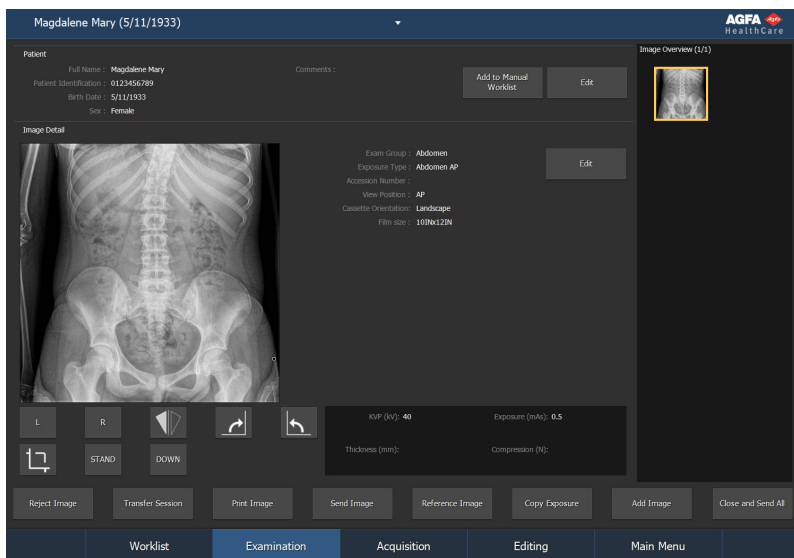 Magdalene Mary (5/11/1933)
AGFA Agfa
HealthCare
Patient
Full Name : Magdalene Mary
Comments :
Patient Identification : 0123456789
Birth Date : 5/11/1933
Sex : Female
Add to Manual
Worklist
Edit
Image Overview (1/1)
Image Detail
Exam Group : Abdomen
Exposure Type : Abdomen AP
Accession Number :
View Position : AP
Cassette Orientation: Landscape
Film size : 10INx12IN
Edit
L
R
STAND
DOWN
KVP (kV): 40
Exposure (mAs): 0.5
Thickness (mm):
Compression (N):
Reject Image
Transfer Session
Print Image
Send Image
Reference Image
Copy Exposure
Add Image
Close and Send All
Worklist
Examination
Acquisition
Editing
Main Menu